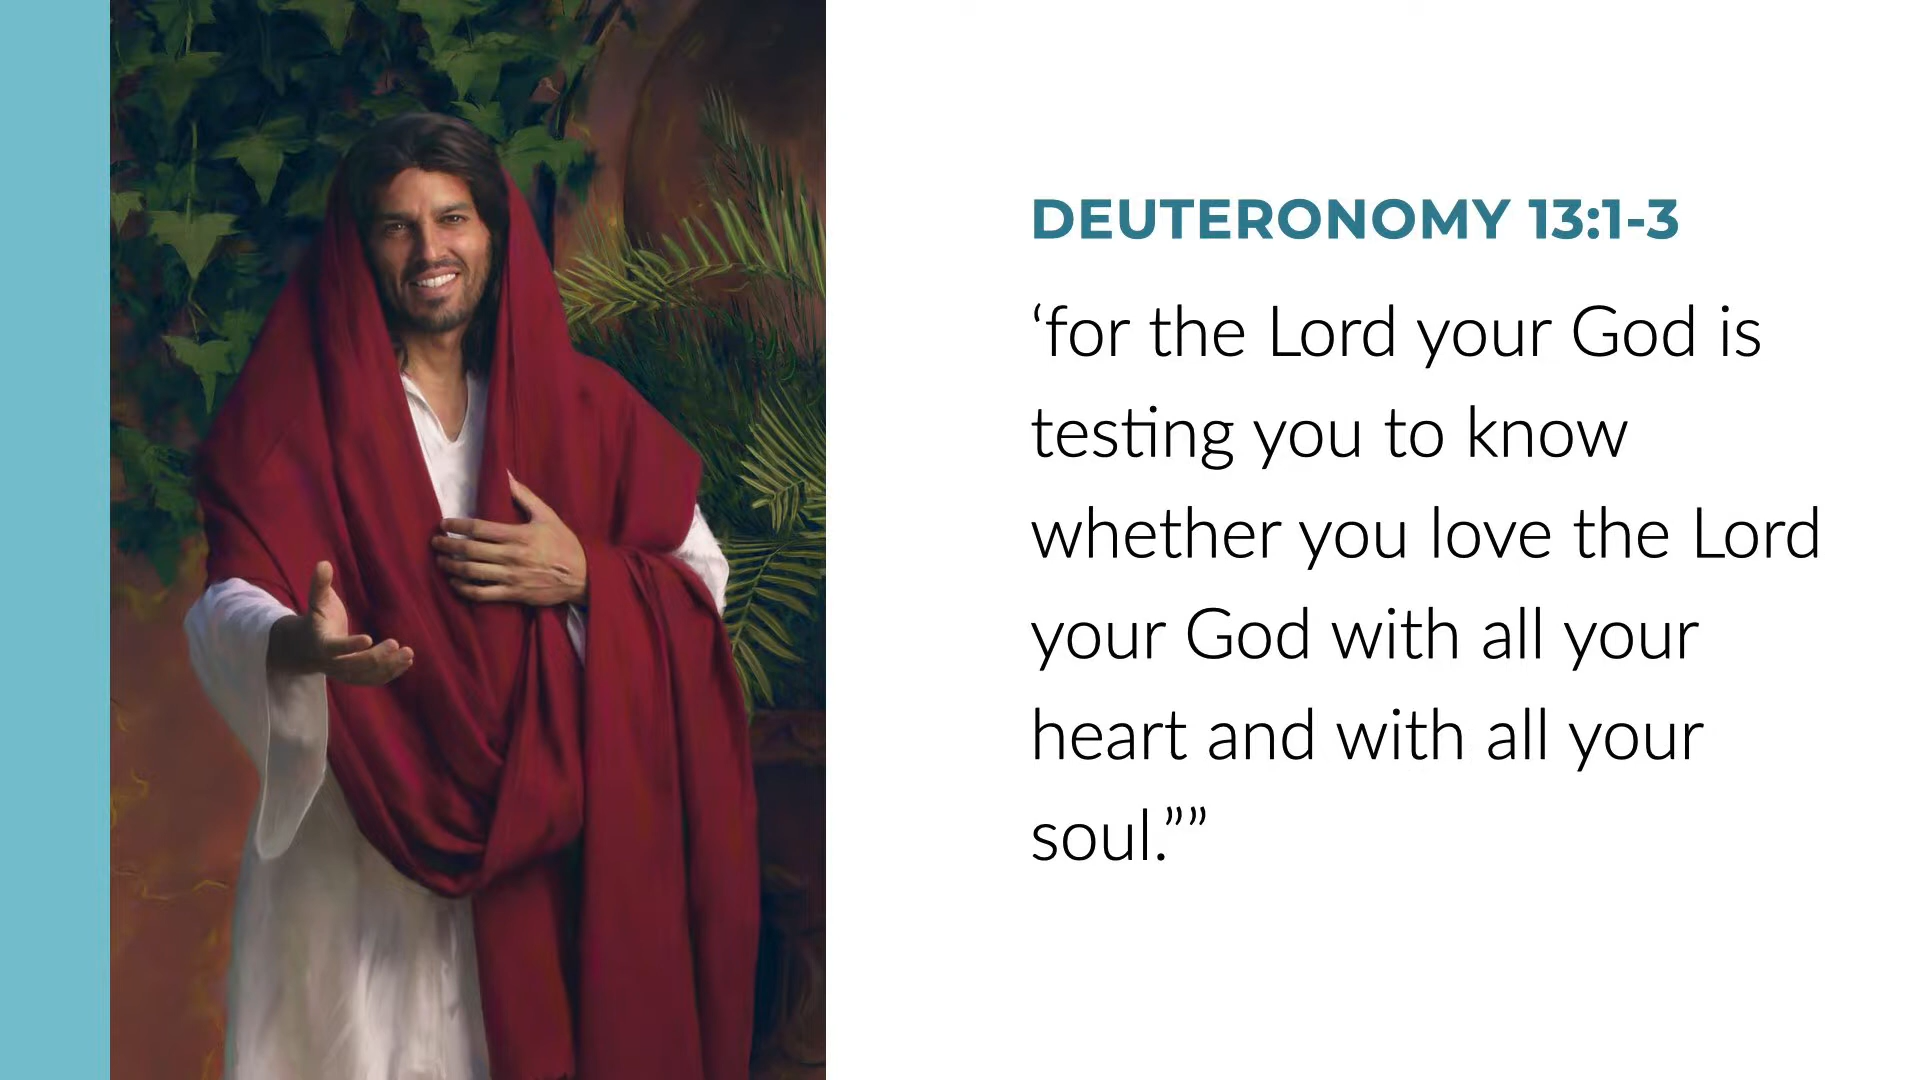 DEUTERONOMY 13:1-3
‘for the Lord your God is
testing you to know
whether you love the Lord
your God with all your
heart and with all your
soul.””